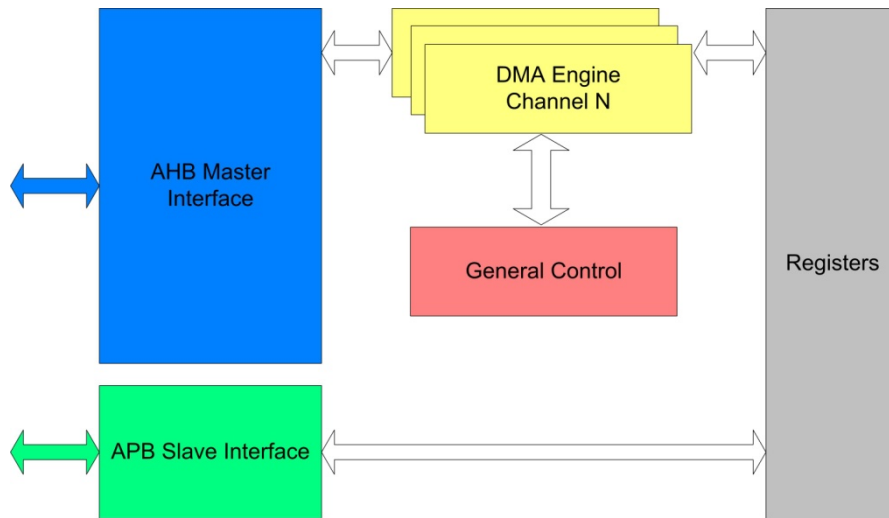 DMA Engine
Channel N
AHB Master
Interface
General Control
Registers
APB Slave Interface